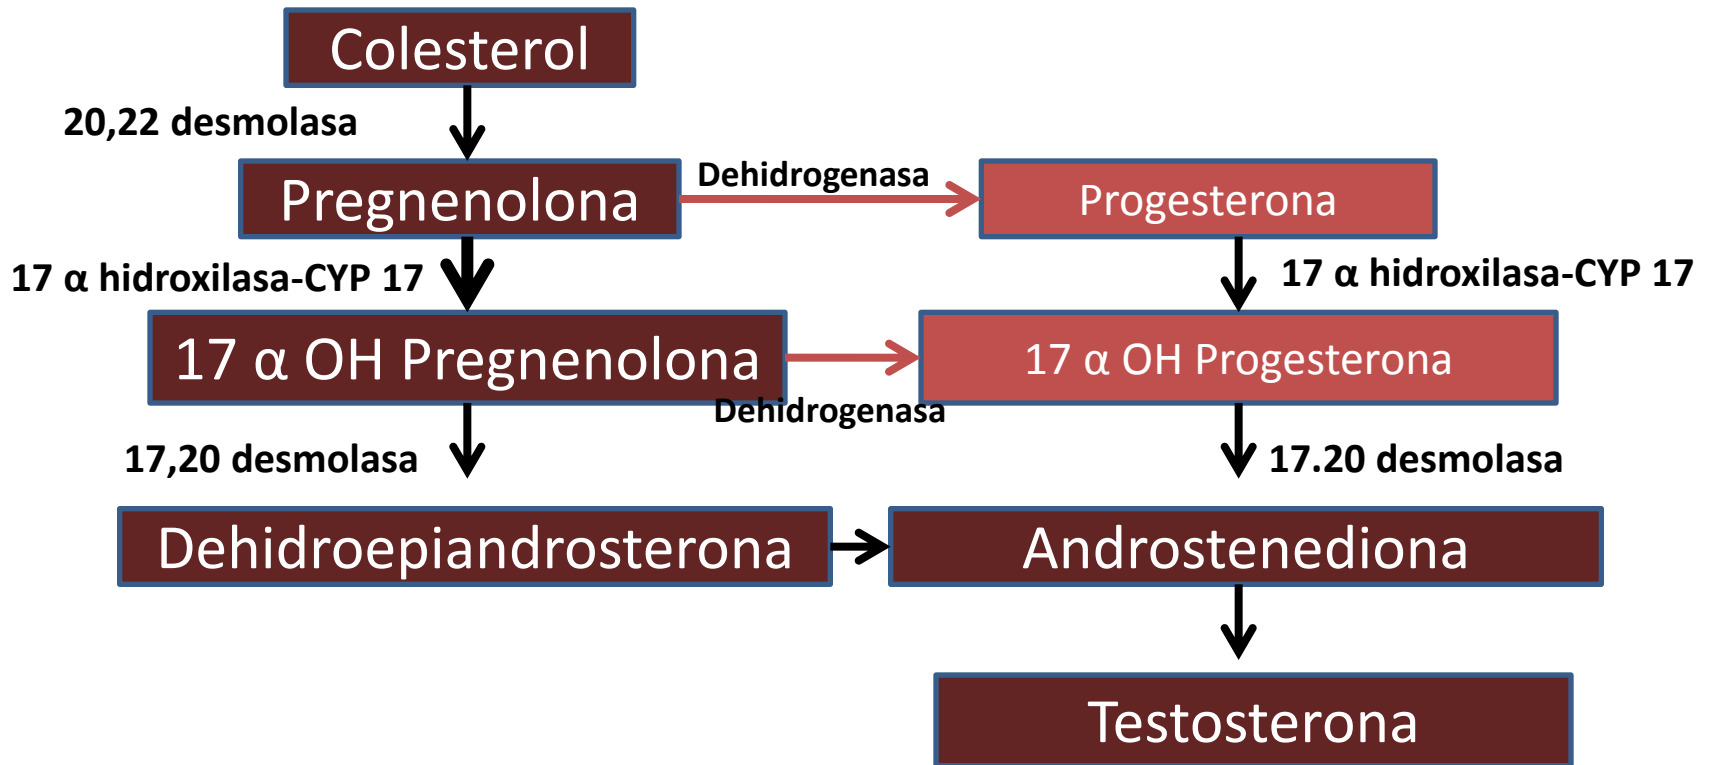 Colesterol
20,22 desmolasa
Pregnenolona
Dehidrogenasa
Progesterona
17 α hidroxilasa-CYP 17
17 α hidroxilasa-CYP 17
17 α OH Pregnenolona
17 α OH Progesterona
Dehidrogenasa
17,20 desmolasa
17.20 desmolasa
Dehidroepiandrosterona
Androstenediona
Testosterona